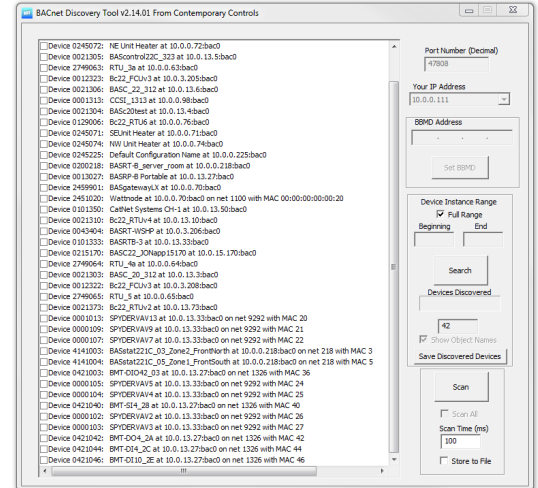 BACnet Discovery Tool v2.14.01 From Contemporary Controls
Device 0245072: NE Unit Heater at 10.0.0.72:bac0
Device 0021305: BAScontrol22C_323 at 10.0.13.5:bac0
Device 2749063: RTU_3a at 10.0.0.63:bac0
Device 0012323: Bc22_FCUv3 at 10.0.3.205:bac0
Device 0021306: BASC_22_312 at 10.0.13.6:bac0
Device 0001313: CCSI_1313 at 10.0.0.98:bac0
Device 0021304: BASc20test at 10.0.13.4:bac0
Device 0129006: Bc22_RTU6 at 10.0.0.76:bac0
Device 0245071: SEUnit Heater at 10.0.0.71:bac0
Device 0245074: NW Unit Heater at 10.0.0.74:bac0
Device 0245225: Default Configuration Name at 10.0.0.225:bac0
Device 0200218: BASRT-B_server_room at 10.0.0.218:bac0
Device 0013027: BASRP-B Portable at 10.0.13.27:bac0
Device 2459901: BASgatewayLX at 10.0.0.70:bac0
Device 2451020: Wattnode at 10.0.0.70:bac0 on net 1100 with MAC 00:00:00:00:00:20
Device 0101350: CatNet Systems CH-1 at 10.0.13.50:bac0
Device 0021310: Bc22_RTUv4 at 10.0.13.10:bac0
Device 0043404: BASRT-WSHP at 10.0.3.206:bac0
Device 0101333: BASRTB-3 at 10.0.13.33:bac0
Device 0215170: BASC22_JONapp15170 at 10.0.15.170:bac0
Device 2749064: RTU_4a at 10.0.0.64:bac0
Device 0021303: BASC_20_312 at 10.0.13.3:bac0
Device 0012322: Bc22_FCUv3 at 10.0.3.208:bac0
Device 2749065: RTU_5 at 10.0.0.65:bac0
Device 0021373: Bc22_RTUv2 at 10.0.13.73:bac0
Device 0001013: SPYDERVAV13 at 10.0.13.33:bac0 on net 9292 with MAC 20
Device 0000109: SPYDERVAV9 at 10.0.13.33:bac0 on net 9292 with MAC 21
Device 0000107: SPYDERVAV7 at 10.0.13.33:bac0 on net 9292 with MAC 22
Device 4141003: BASstat221C_03_Zone2_FrontNorth at 10.0.0.218:bac0 on net 218 with MAC 3
Device 4141004: BASstat221C_05_Zone1_FrontSouth at 10.0.0.218:bac0 on net 218 with MAC 5
Device 0421003: BMT-DIO42_03 at 10.0.13.27:bac0 on net 1326 with MAC 36
Device 0000105: SPYDERVAV5 at 10.0.13.33:bac0 on net 9292 with MAC 24
Device 0000104: SPYDERVAV4 at 10.0.13.33:bac0 on net 9292 with MAC 25
Device 0421040: BMT-SI4_28 at 10.0.13.27:bac0 on net 1326 with MAC 40
Device 0000102: SPYDERVAV2 at 10.0.13.33:bac0 on net 9292 with MAC 26
Device 0000103: SPYDERVAV3 at 10.0.13.33:bac0 on net 9292 with MAC 27
Device 0421042: BMT-DO4_2A at 10.0.13.27:bac0 on net 1326 with MAC 42
Device 0421044: BMT-DI4_2C at 10.0.13.27:bac0 on net 1326 with MAC 44
Device 0421046: BMT-DI10_2E at 10.0.13.27:bac0 on net 1326 with MAC 46
Port Number (Decimal)
47808
Your IP Address
10.0.0.111
BBMD Address
Set BBMD
Device Instance Range
Full Range
Beginning End
Search
Devices Discovered
42
Show Object Names
Save Discovered Devices
Scan
Scan All
Scan Time (ms)
100
Store to File